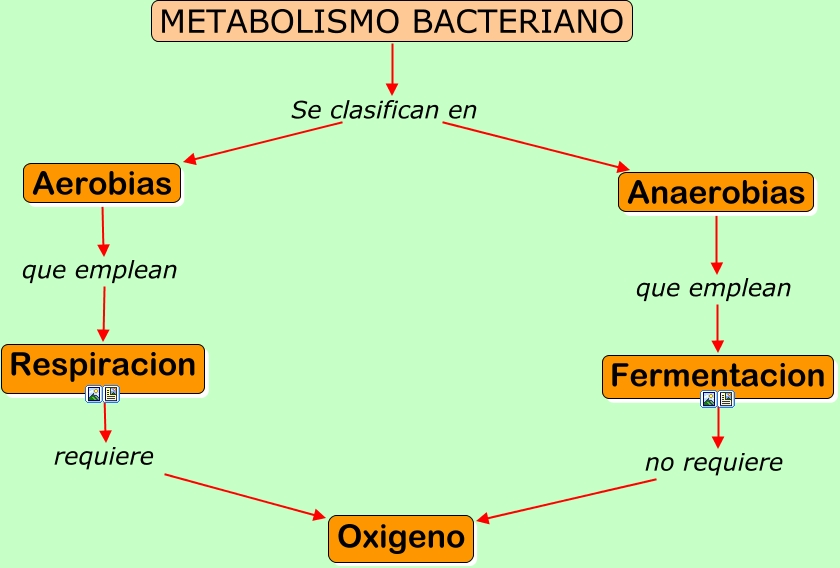 METABOLISMO BACTERIANO
Se clasifican en
Aerobias
Anaerobias
que emplean
que emplean
Respiracion
Fermentacion
requiere
no requiere
Oxigeno